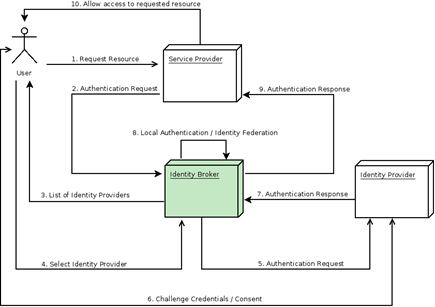 10. Allow access to requested resource
1. Request Resource
Service Provider
User
2. Authentication Request
9. Authentication Response
8. Local Authentication / Identity Federation
Identity Broker
Identity Provider
3. List of Identity Providers
7. Authentication Response
4. Select Identity Provider
5. Authentication Request
6. Challenge Credentials / Consent